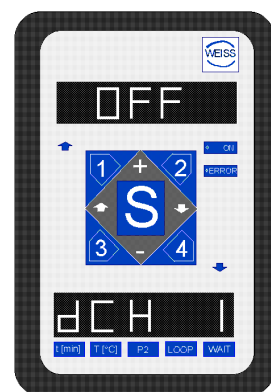 WEISS
OFF
ON
ERROR
1 + 2
S
3 - 4
dCH 1
t [min] T [°C] P2 LOOP WAIT